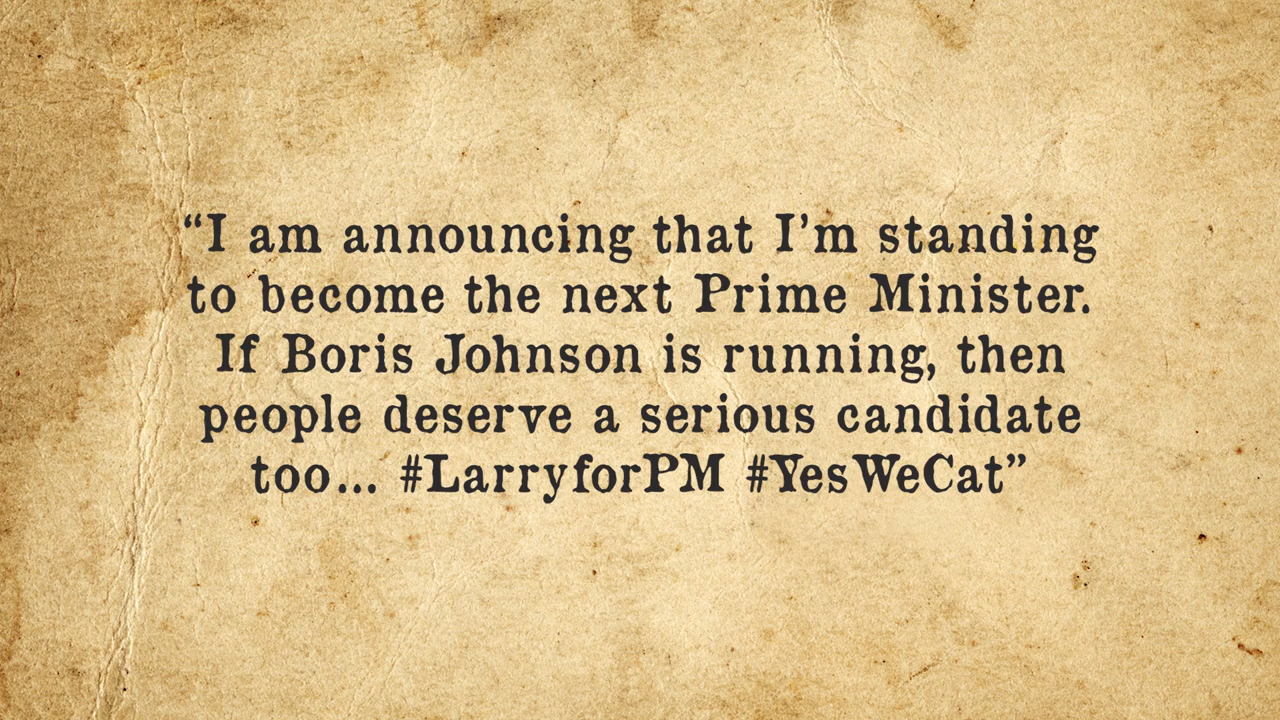 “I am announcing that I’m standing
to become the next Prime Minister.
If Boris Johnson is running, then
people deserve a serious candidate
too... #LarryforPM #YesWeCat”